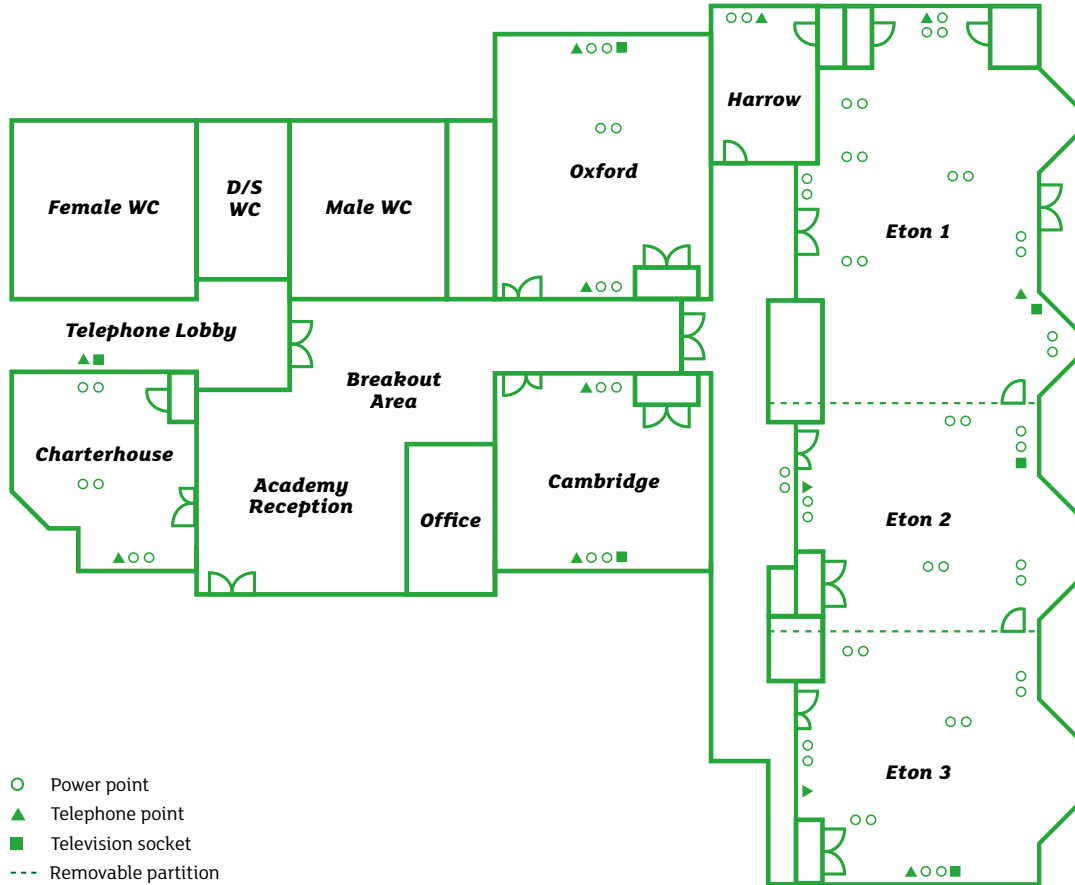 Harrow
Oxford
Female WC
D/S
WC
Male WC
Eton 1
Telephone Lobby
Breakout
Area
Charterhouse
Academy
Reception
Office
Cambridge
Eton 2
Eton 3
Power point
Telephone point
Television socket
Removable partition